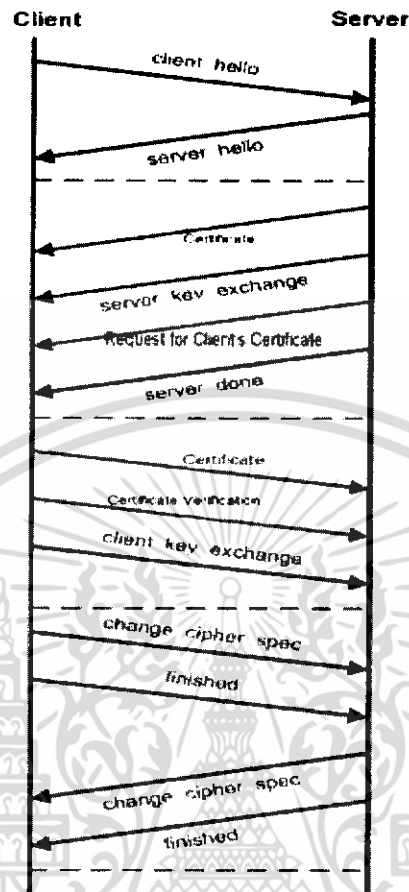 Client Server
client hello
server hello
Certificate
server key exchange
Request for Client's Certificate
server done
Certificate
Certificate Verification
client key exchange
change cipher spec
finished
change cipher spec
finished